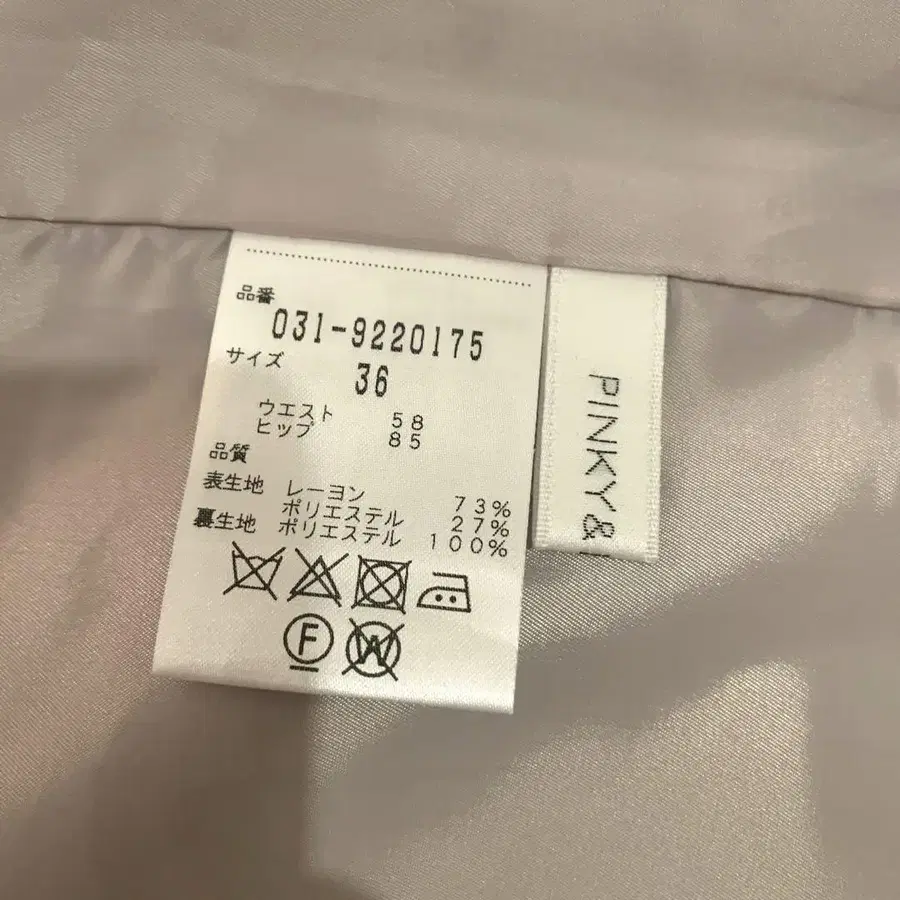 品番
031-9220175
サイズ
36
ウエスト 58
ヒップ 85
品質
表生地 レーヨン 73%
ポリエステル 27%
裏生地 ポリエステル 100%
F W
PINKY&